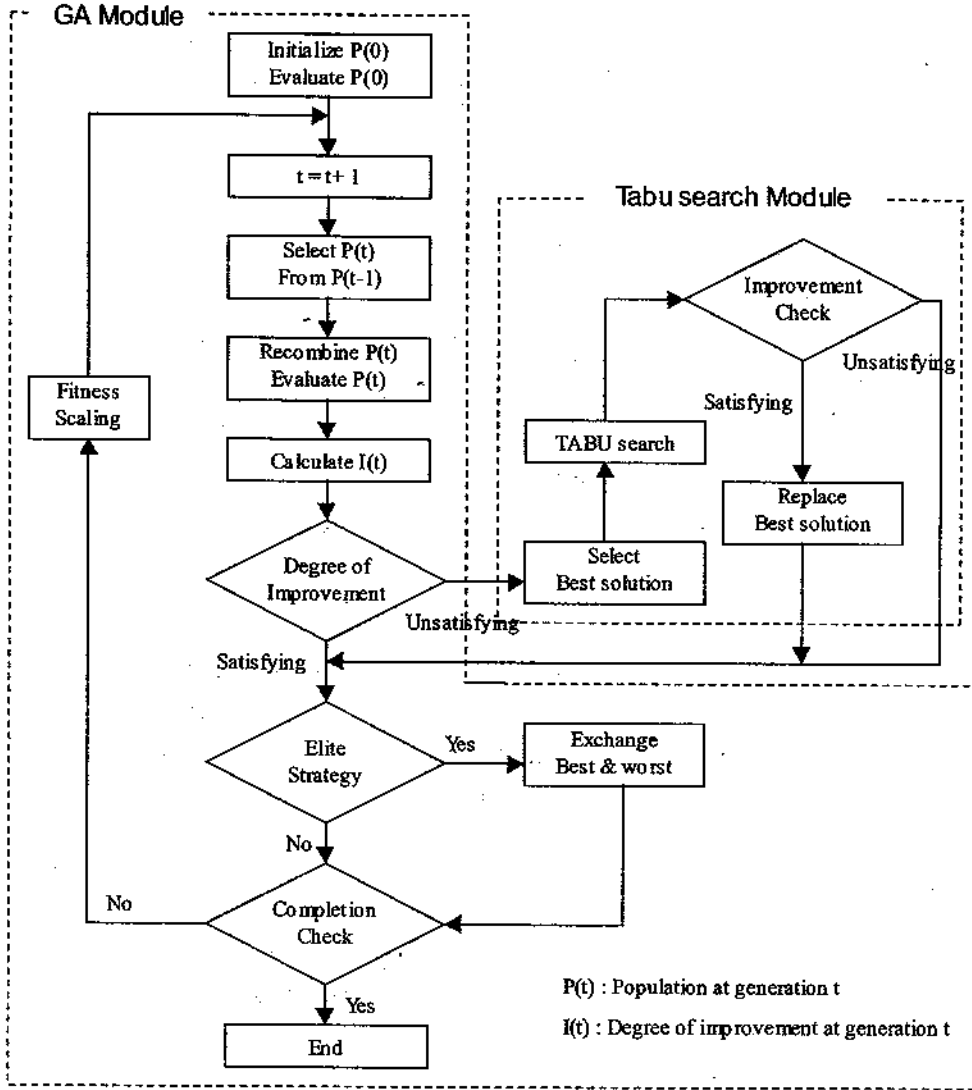 GA Module
Initialize P(0)
Evaluate P(0)
t = t + 1
Select P(t)
From P(t-1)
Recombine P(t)
Evaluate P(t)
Calculate I(t)
Degree of
Improvement
Unsatisfying
Satisfying
Fitness
Scaling
Tabu search Module
Improvement
Check
Unsatisfying
Satisfying
TABU search
Replace
Best solution
Select
Best solution
Elite
Strategy
Yes
Exchange
Best & worst
No
Completion
Check
No
Yes
End
P(t) : Population at generation t
I(t) : Degree of improvement at generation t